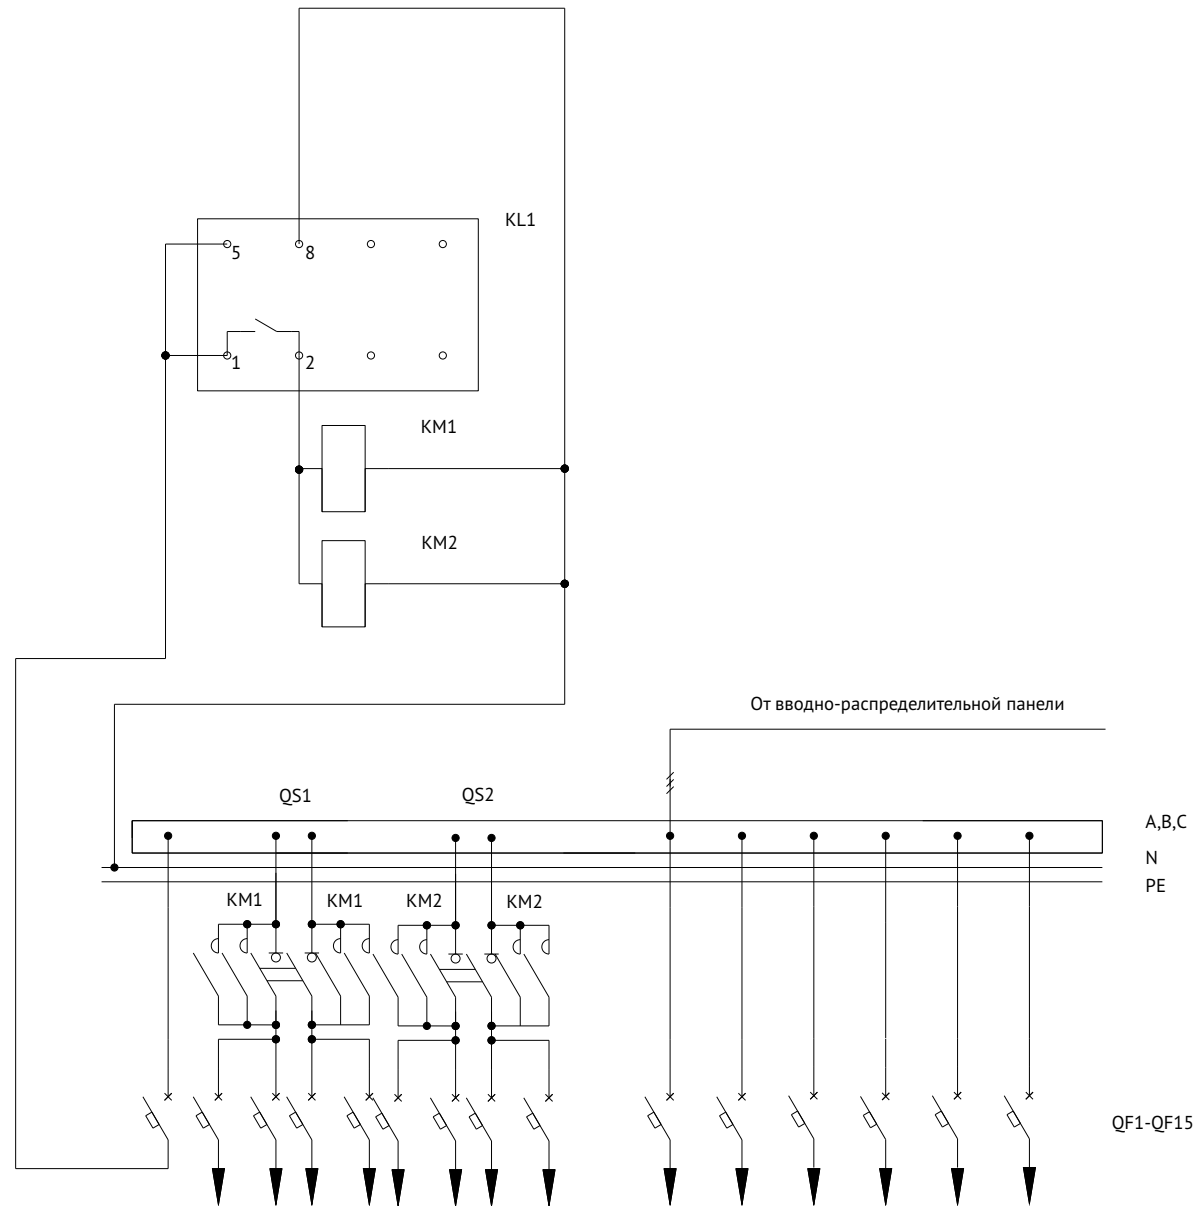 KL1
5
8
1
2
KM1
KM2
От вводно-распределительной панели
QS1
QS2
A,B,C
N
PE
KM1
KM1
KM2
KM2
QF1-QF15